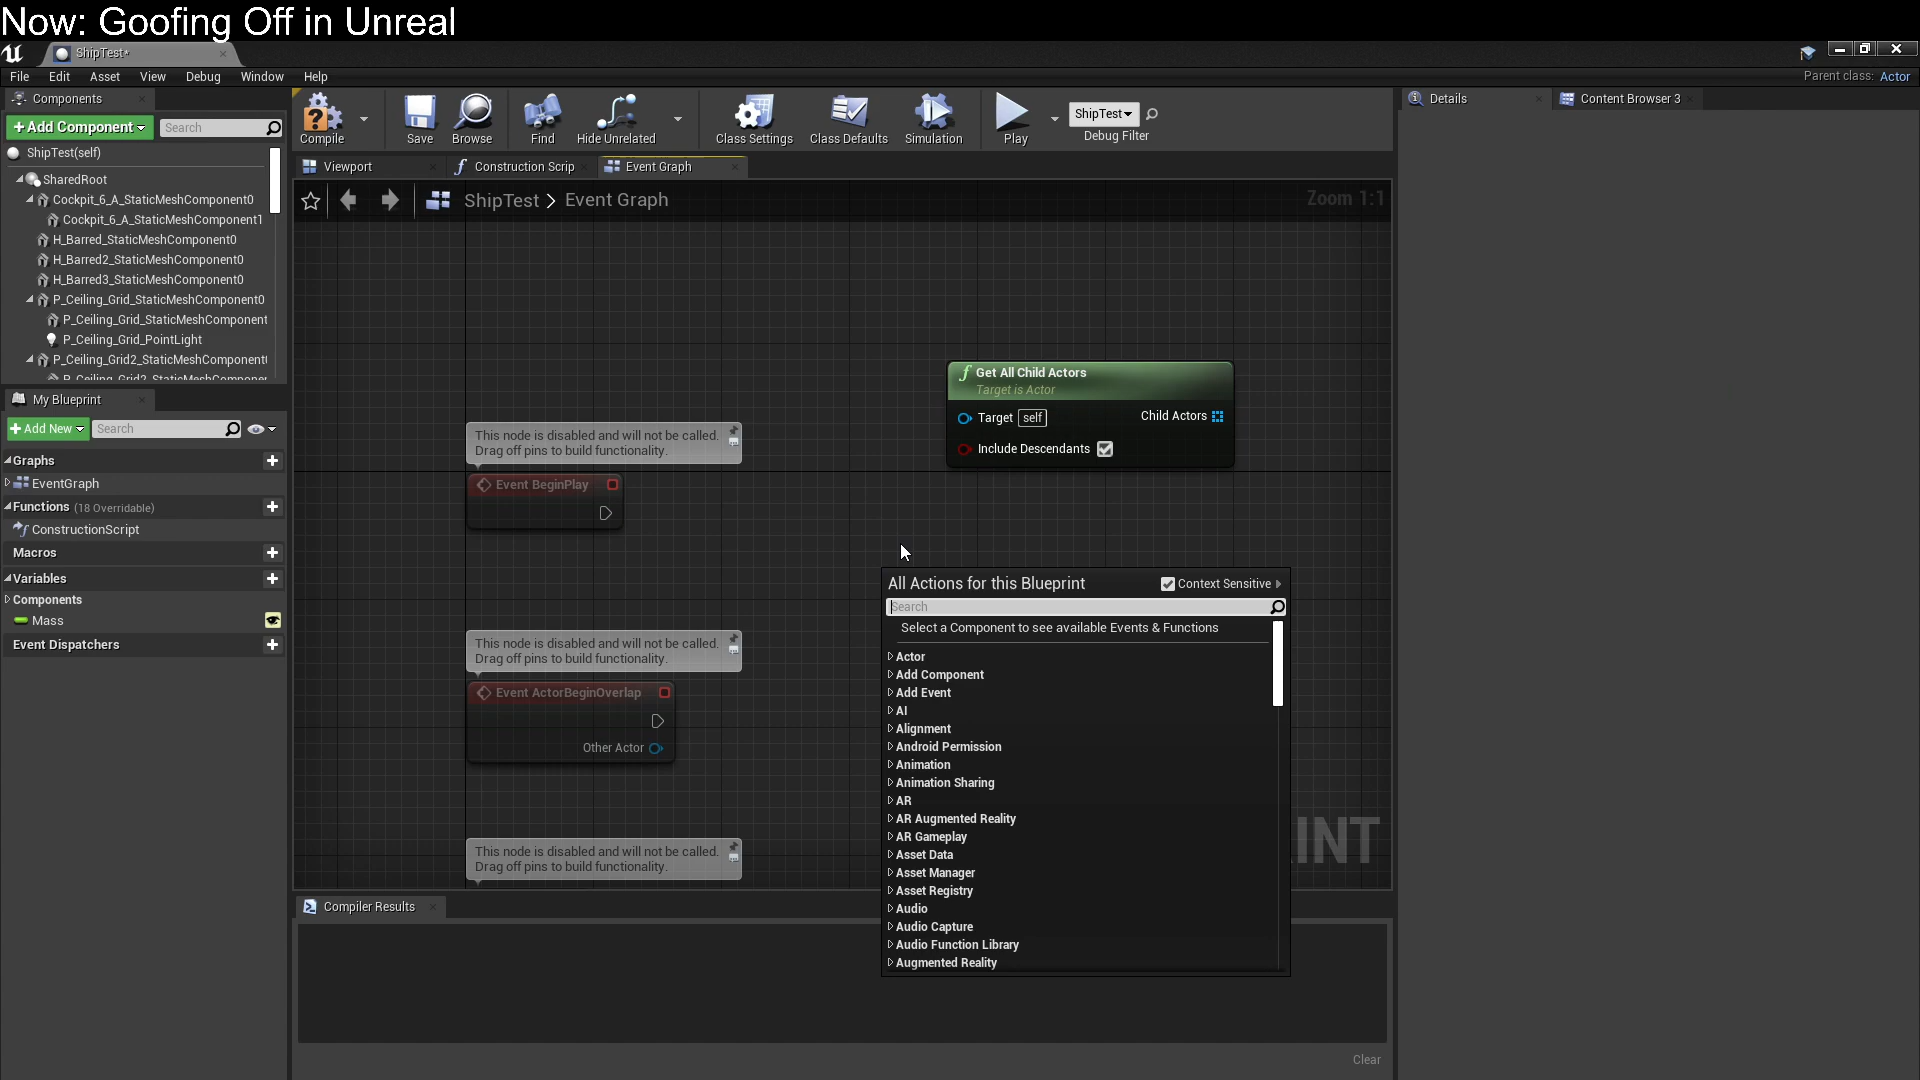 Now: Goofing Off in Unreal
ShipTest*
File Edit Asset View Debug Window Help
Parent class: Actor
Components
+Add Component
Search
ShipTest(self)
SharedRoot
Cockpit_6_A_StaticMeshComponent0
Cockpit_6_A_StaticMeshComponent1
H_Barred_StaticMeshComponent0
H_Barred2_StaticMeshComponent0
H_Barred3_StaticMeshComponent0
P_Ceiling_Grid_StaticMeshComponent0
P_Ceiling_Grid_StaticMeshComponent
P_Ceiling_Grid_PointLight
P_Ceiling_Grid2_StaticMeshComponent
P_Ceiling_Grid2_StaticMeshCompone
My Blueprint
+Add New
Search
Graphs
EventGraph
Functions (18 Overridable)
ConstructionScript
Macros
Variables
Components
Mass
Event Dispatchers
Compile
Save
Browse
Find
Hide Unrelated
Class Settings
Class Defaults
Simulation
Play
ShipTest
Debug Filter
Viewport
Construction Scrip
Event Graph
ShipTest > Event Graph
Zoom 1:1
Get All Child Actors
Target is Actor
Target self
Child Actors
Include Descendants
This node is disabled and will not be called.
Drag off pins to build functionality.
Event BeginPlay
This node is disabled and will not be called.
Drag off pins to build functionality.
Event ActorBeginOverlap
Other Actor
This node is disabled and will not be called.
Drag off pins to build functionality.
All Actions for this Blueprint
Context Sensitive
Search
Select a Component to see available Events & Functions
Actor
Add Component
Add Event
AI
Alignment
Android Permission
Animation
Animation Sharing
AR
AR Augmented Reality
AR Gameplay
Asset Data
Asset Manager
Asset Registry
Audio
Audio Capture
Audio Function Library
Augmented Reality
INT
Compiler Results
Clear
Details
Content Browser 3